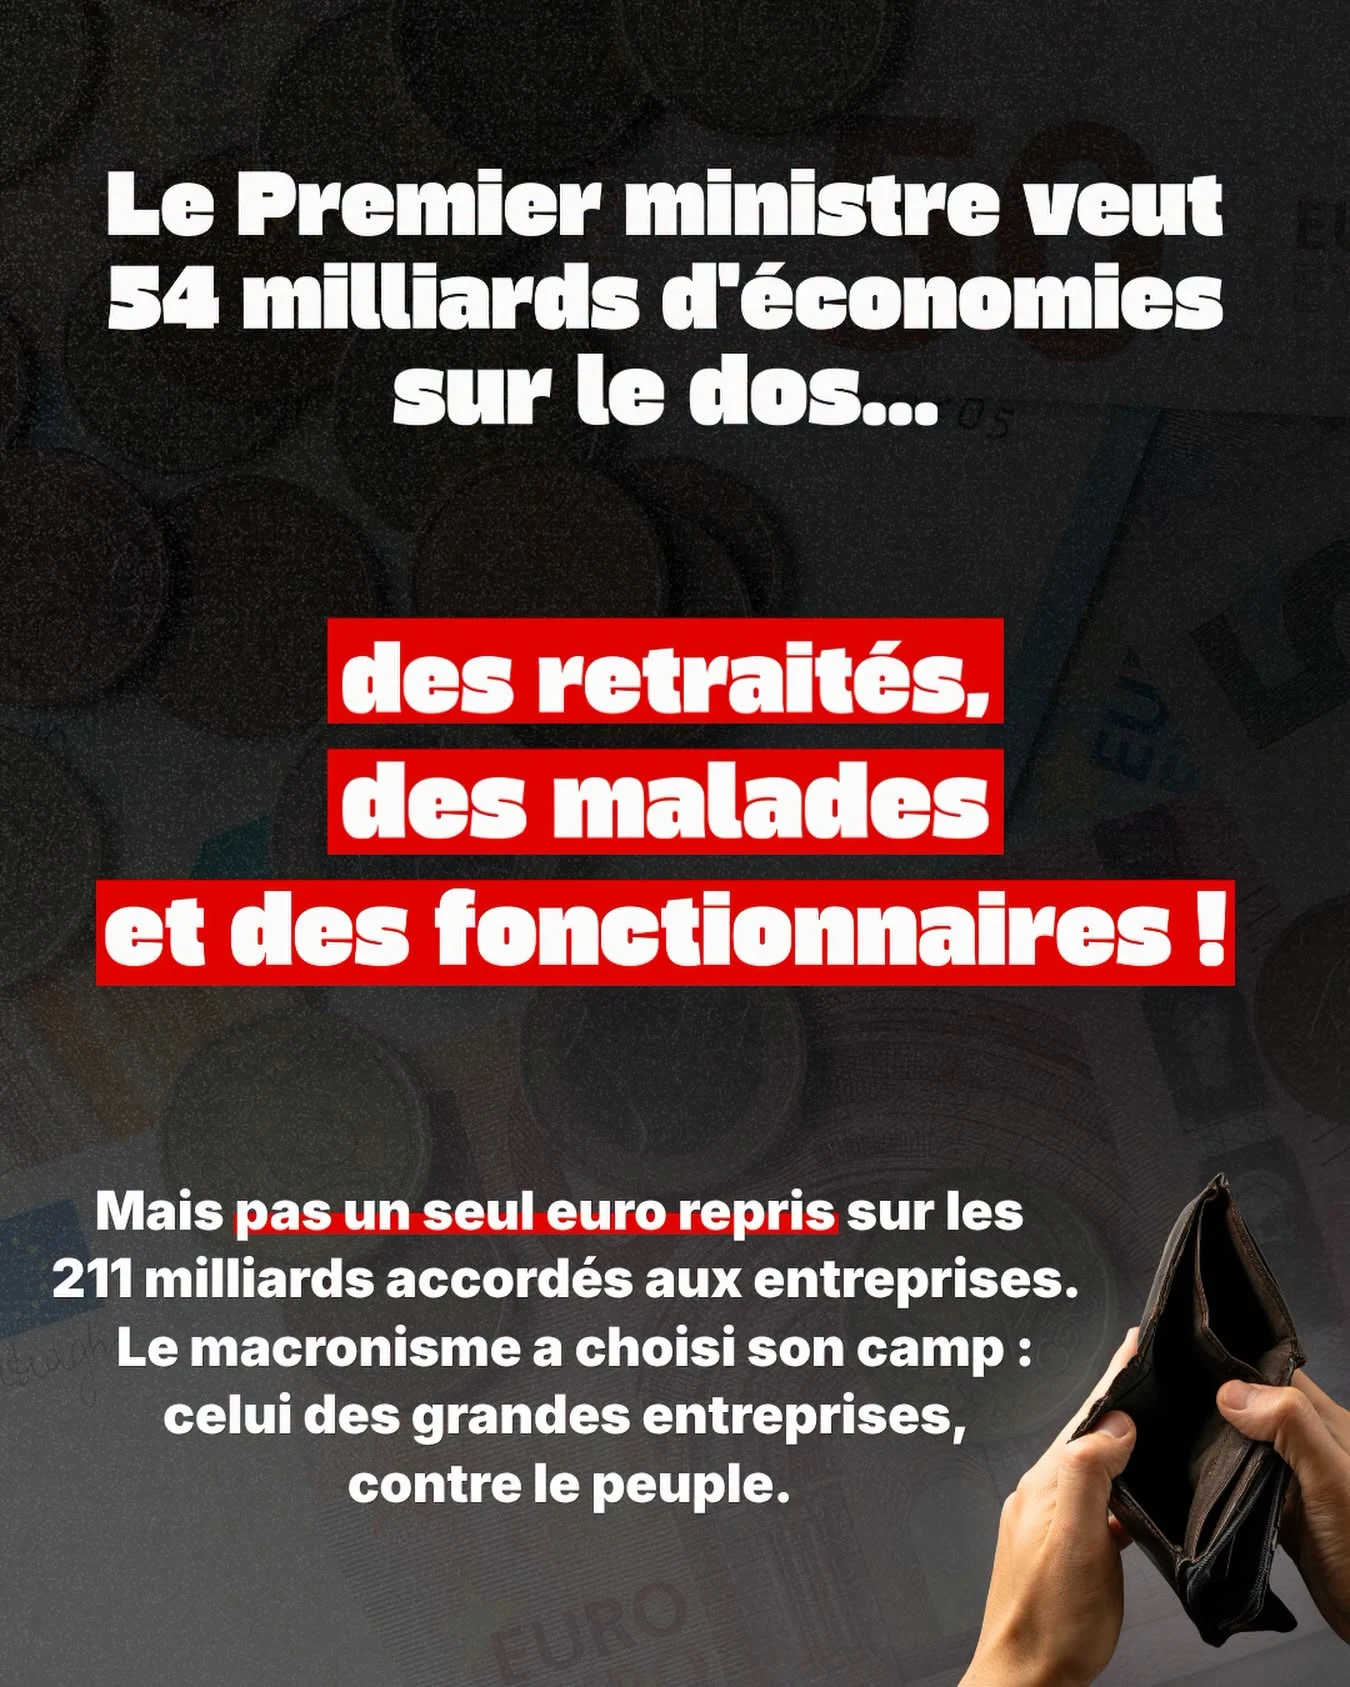 Le Premier ministre veut
54 milliards d'économies
sur le dos...
des retraités,
des malades
et des fonctionnaires !
Mais pas un seul euro repris sur les
211 milliards accordés aux entreprises.
Le macronisme a choisi son camp :
celui des grandes entreprises,
contre le peuple.
EURO